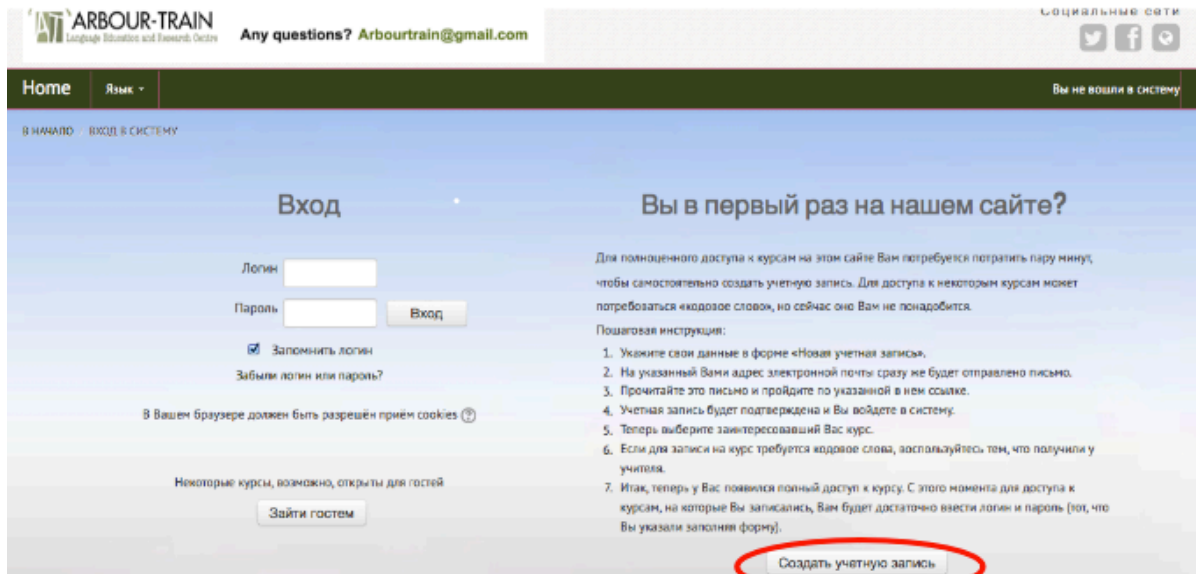 'AT' ARBOUR-TRAIN
Language Education and Research Centre
Any questions? Arbourtrain@gmail.com
Социальные сети
Home
Язык
Вы не вошли в систему
В НАЧАЛО
ВХОД В СИСТЕМУ
Вход
Логин
Пароль
Вход
Запомнить логин
Забыли логин или пароль?
В Вашем браузере должен быть разрешён приём cookies
Некоторые курсы, возможно, открыты для гостей
Зайти гостем
Вы в первый раз на нашем сайте?
Для полноценного доступа к курсам на этом сайте Вам потребуется потратить пару минут,
чтобы самостоятельно создать учетную запись. Для доступа к некоторым курсам может
потребоваться «кодовое слово», но сейчас оно Вам не понадобится.
Пошаговая инструкция:
1. Укажите свои данные в форме «Новая учетная запись».
2. На указанный Вами адрес электронной почты сразу же будет отправлено письмо.
3. Прочитайте это письмо и пройдите по указанной в нем ссылке.
4. Учетная запись будет подтверждена и Вы войдете в систему.
5. Теперь выберите заинтересовавший Вас курс.
6. Если для записи на курс требуется кодовое слова, воспользуйтесь тем, что получили у
учителя.
7. Итак, теперь у Вас появился полный доступ к курсу. С этого момента для доступа к
курсам, на которые Вы записались, Вам будет достаточно ввести логин и пароль (тот, что
Вы указали заполняя форму).
Создать учетную запись